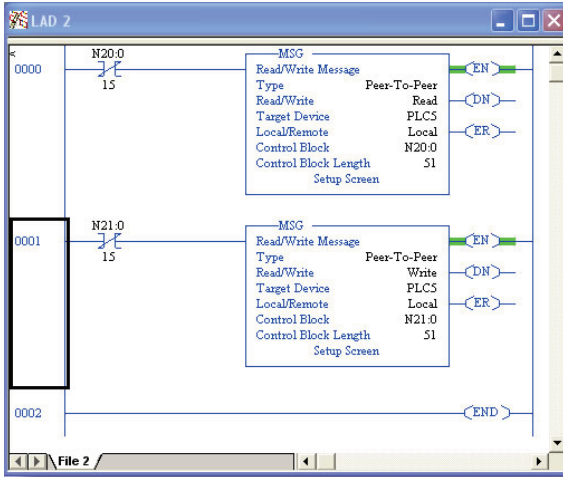 LAD 2
N20:0
0000
15
MSG
Read/Write Message
Type Peer-To-Peer
Read/Write Read
Target Device PLC5
Local/Remote Local
Control Block N20:0
Control Block Length 51
Setup Screen
EN
DN
ER
N21:0
0001
15
MSG
Read/Write Message
Type Peer-To-Peer
Read/Write Write
Target Device PLC5
Local/Remote Local
Control Block N21:0
Control Block Length 51
Setup Screen
EN
DN
ER
0002
END
File 2